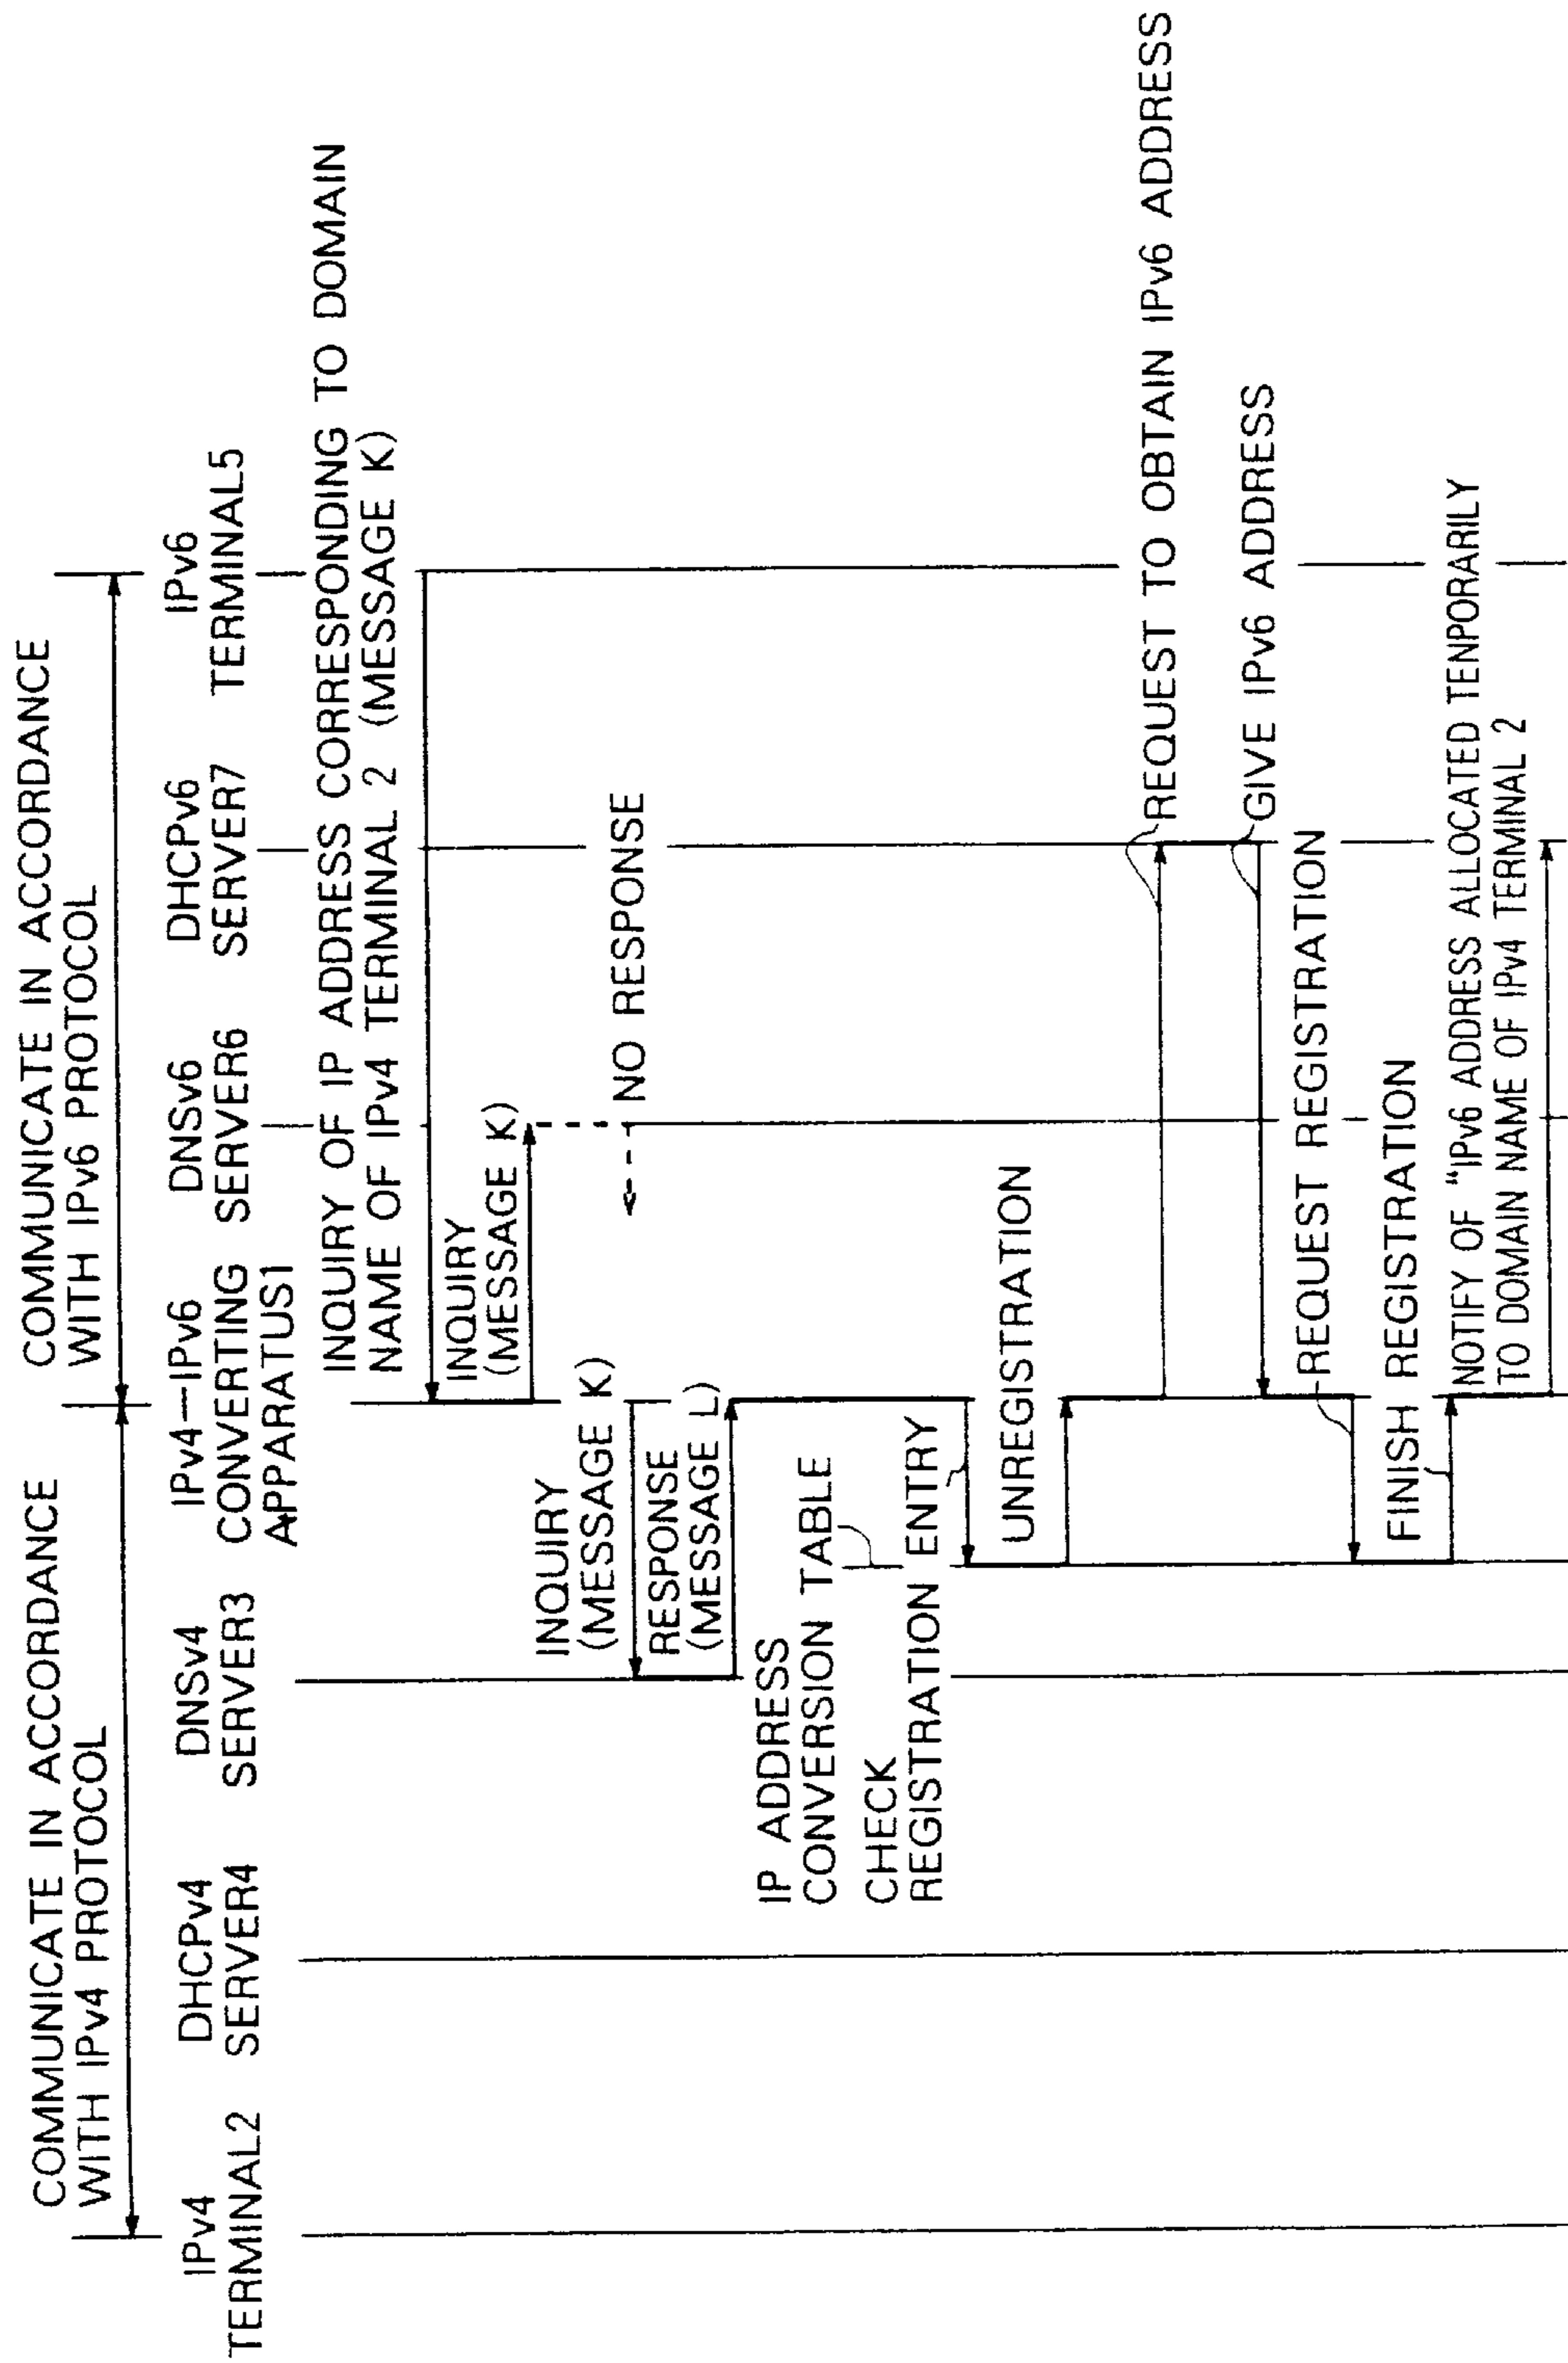 COMMUNICATE IN ACCORDANCE
WITH IPv4 PROTOCOL
COMMUNICATE IN ACCORDANCE
WITH IPv6 PROTOCOL
IPv4
TERMINAL2
DHCPv4
SERVER4
DNSv4
SERVER3
IPv4—IPv6
CONVERTING
APPARATUS1
DNSv6
SERVER6
DHCPv6
SERVER7
IPv6
TERMINAL5
INQUIRY OF IP ADDRESS CORRESPONDING TO DOMAIN
NAME OF IPv4 TERMINAL 2 (MESSAGE K)
INQUIRY
(MESSAGE K)
NO RESPONSE
INQUIRY
(MESSAGE K)
RESPONSE
(MESSAGE L)
IP ADDRESS
CONVERSION TABLE
CHECK
REGISTRATION ENTRY
UNREGISTRATION
REQUEST TO OBTAIN IPv6 ADDRESS
GIVE IPv6 ADDRESS
REQUEST REGISTRATION
FINISH REGISTRATION
NOTIFY OF "IPv6 ADDRESS ALLOCATED TENPORARILY
TO DOMAIN NAME OF IPv4 TERMINAL 2